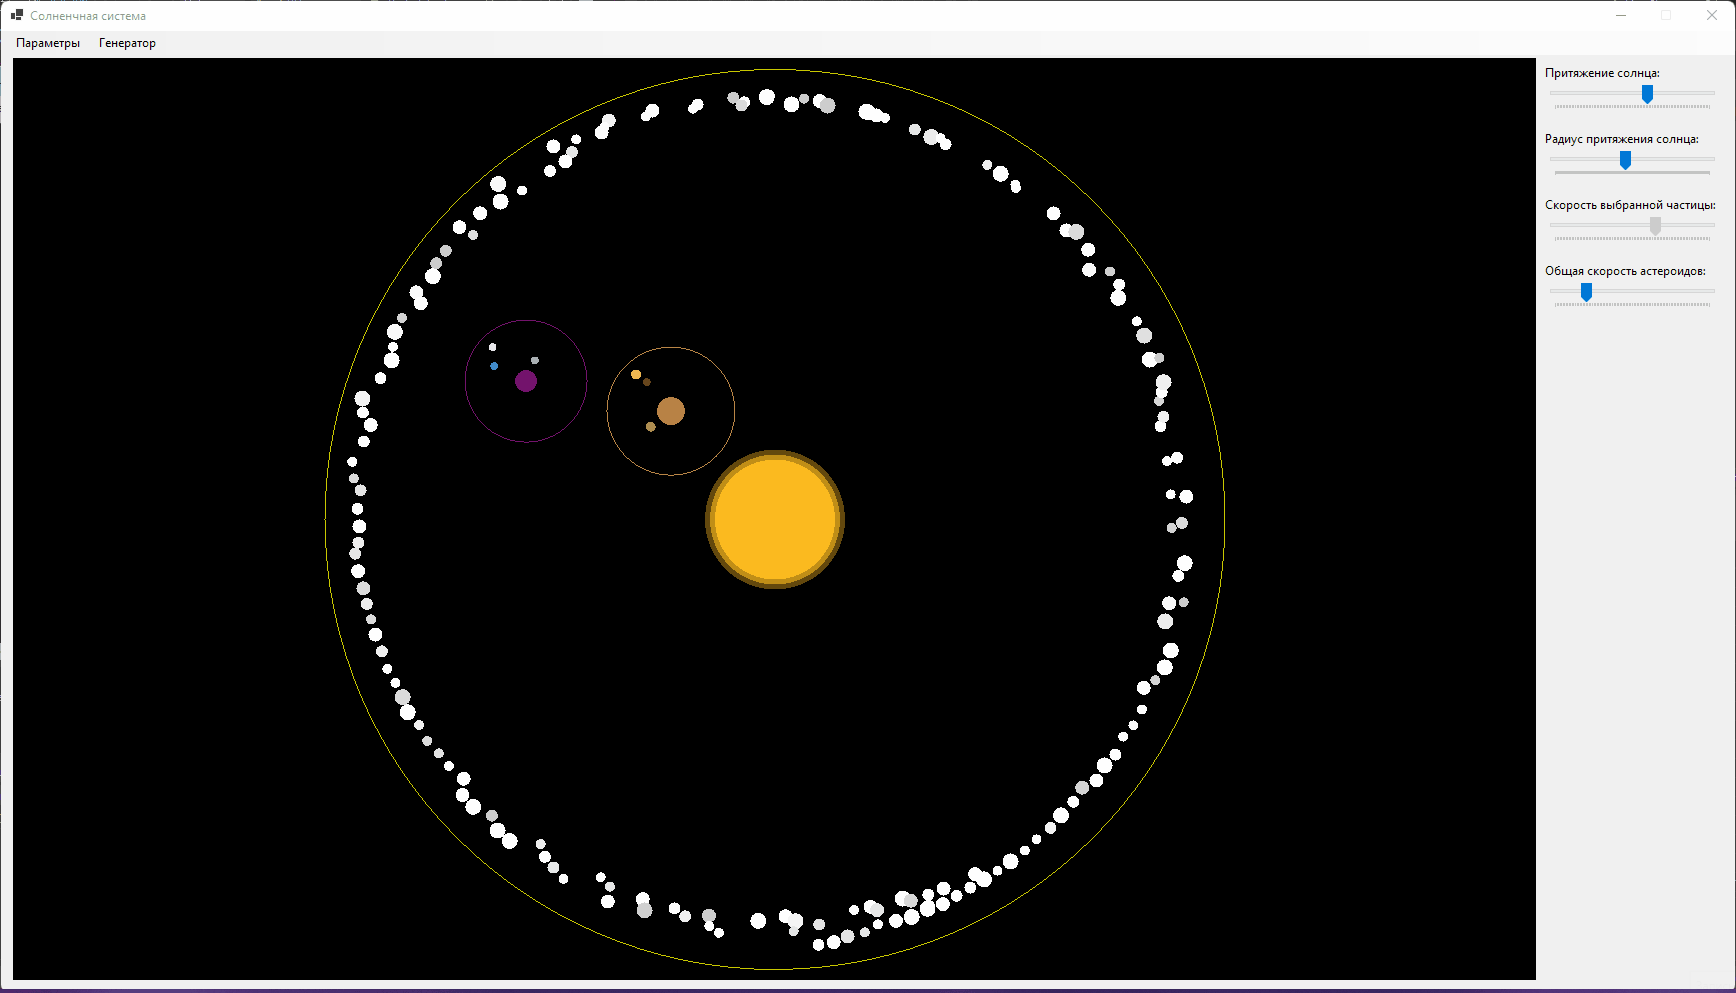 Солненчная система
Параметры Генератор
Притяжение солнца:
Радиус притяжения солнца:
Скорость выбранной частицы:
Общая скорость астероидов: